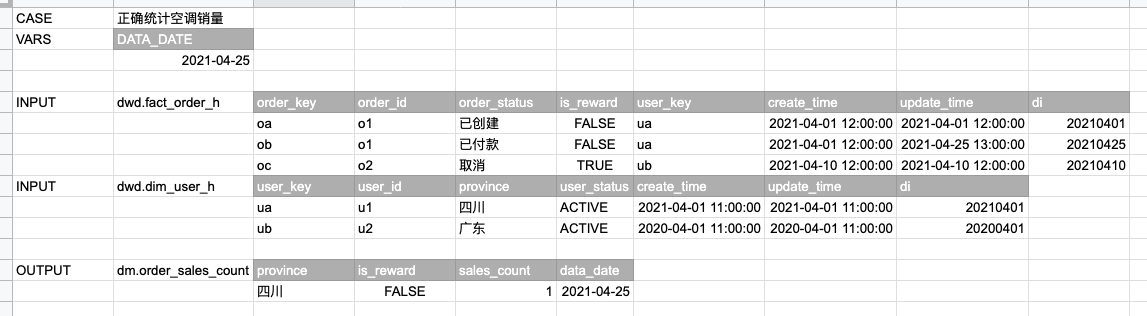 CASE 正确统计空调销量
VARS DATA_DATE
2021-04-25
INPUT dwd.fact_order_h order_key order_id order_status is_reward user_key create_time update_time di
oa o1 已创建 FALSE ua 2021-04-01 12:00:00 2021-04-01 12:00:00 20210401
ob o1 已付款 FALSE ua 2021-04-01 12:00:00 2021-04-25 13:00:00 20210425
oc o2 取消 TRUE ub 2021-04-10 12:00:00 2021-04-10 12:00:00 20210410
INPUT dwd.dim_user_h user_key user_id province user_status create_time update_time di
ua u1 四川 ACTIVE 2021-04-01 11:00:00 2021-04-01 11:00:00 20210401
ub u2 广东 ACTIVE 2020-04-01 11:00:00 2020-04-01 11:00:00 20200401
OUTPUT dm.order_sales_count province is_reward sales_count data_date
四川 FALSE 1 2021-04-25